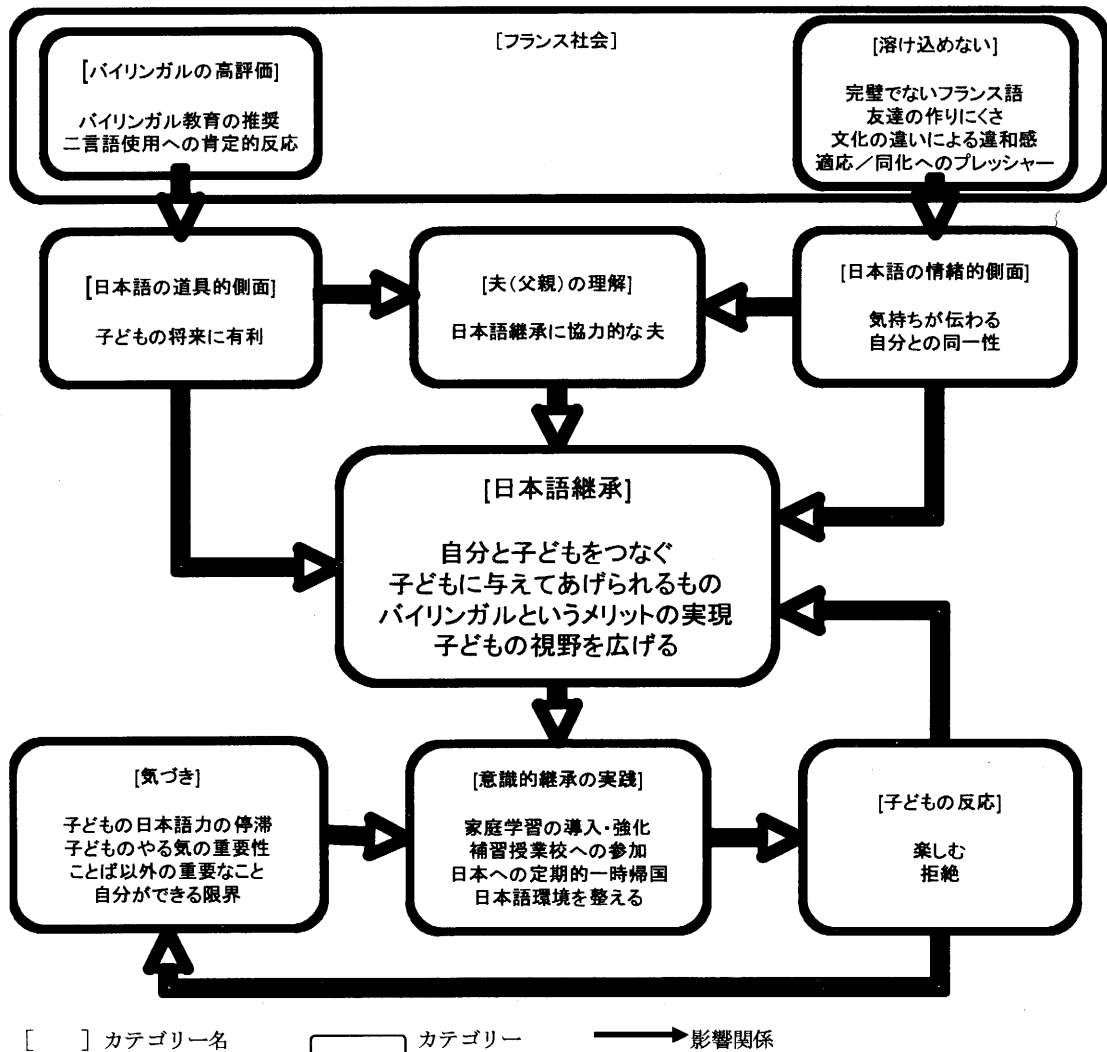 [フランス社会]
[バイリンガルの高評価]
バイリンガル教育の推奨
二言語使用への肯定的反応
[溶け込めない]
完璧でないフランス語
友達の作りにくさ
文化の違いによる違和感
適応／同化へのプレッシャー
[日本語の道具的側面]
子どもの将来に有利
[夫(父親)の理解]
日本語継承に協力的な夫
[日本語の情緒的側面]
気持ちが伝わる
自分との同一性
[日本語継承]
自分と子どもをつなぐ
子どもに与えてあげられるもの
バイリンガルというメリットの実現
子どもの視野を広げる
[気づき]
子どもの日本語力の停滞
子どものやる気の重要性
ことば以外の重要なこと
自分ができる限界
[意識的継承の実践]
家庭学習の導入・強化
補習授業校への参加
日本への定期的一時帰国
日本語環境を整える
[子どもの反応]
楽しむ
拒絶
[　　] カテゴリー名
カテゴリー
影響関係